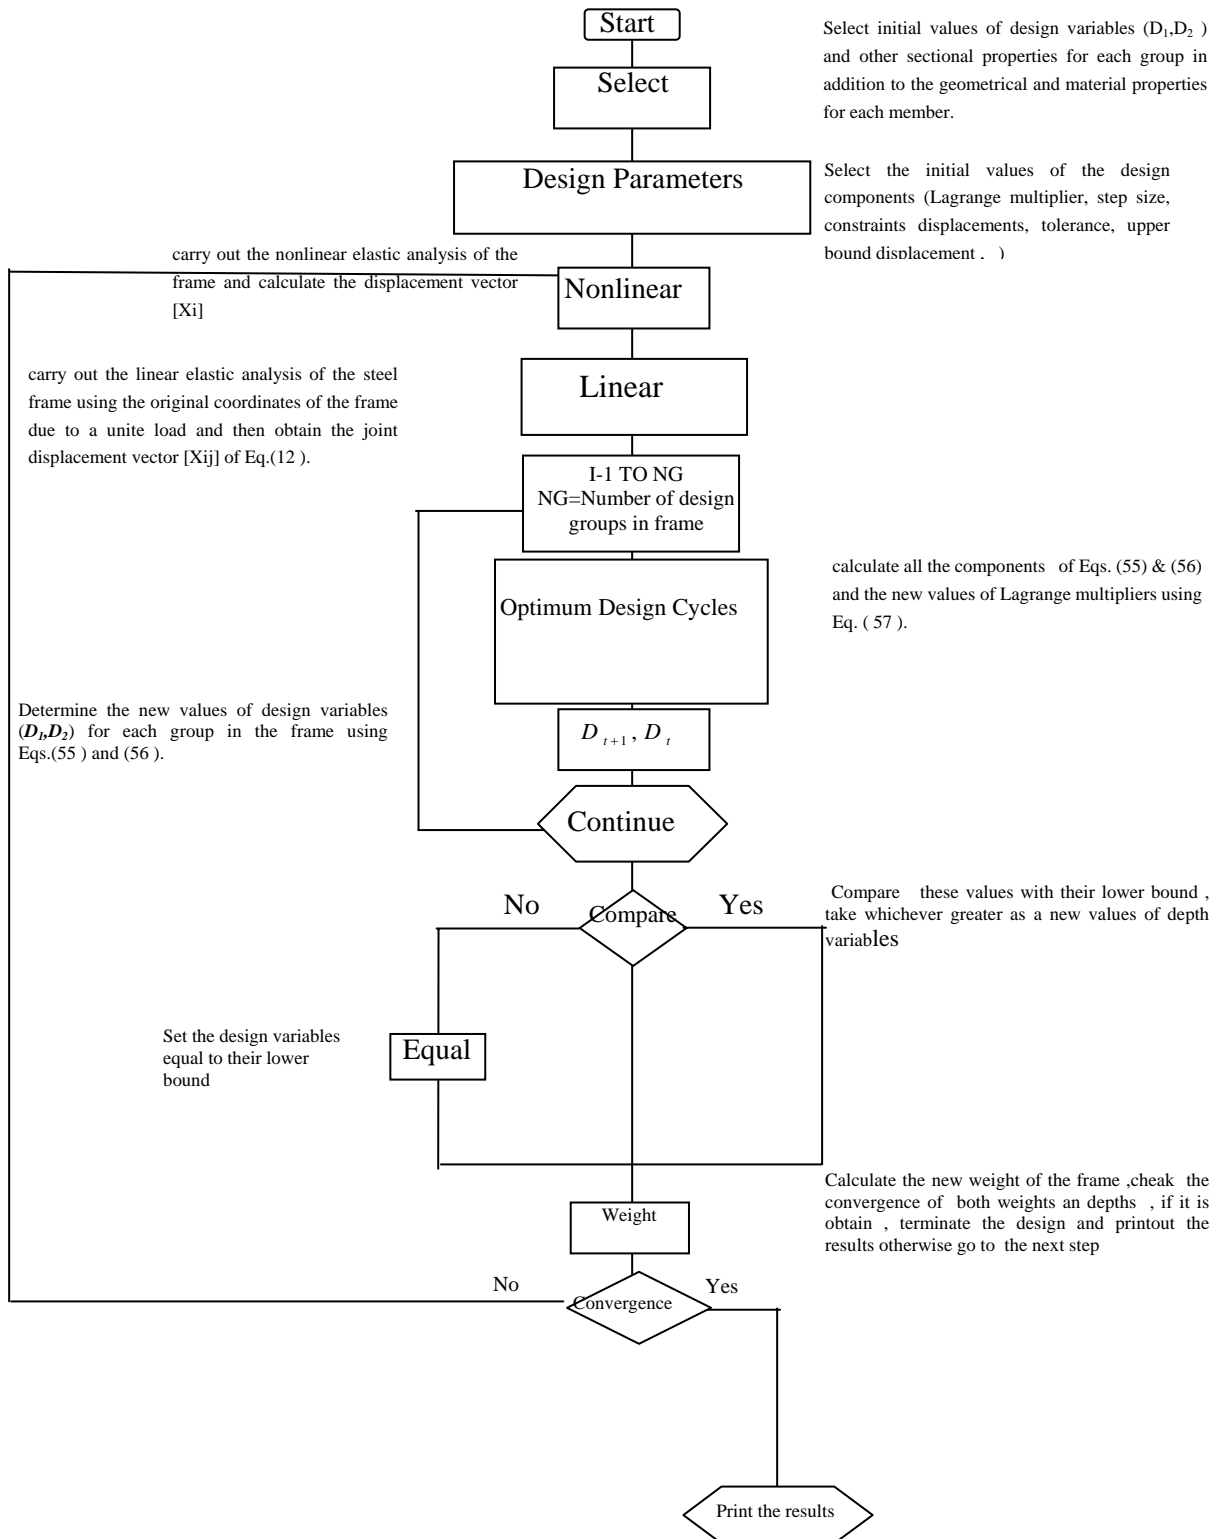 Start
Select initial values of design variables (D₁,D₂ )
and other sectional properties for each group in
addition to the geometrical and material properties
for each member.
Select
Design Parameters
Select the initial values of the design
components (Lagrange multiplier, step size,
constraints displacements, tolerance, upper
bound displacement . )
carry out the nonlinear elastic analysis of the
frame and calculate the displacement vector
[Xi]
Nonlinear
carry out the linear elastic analysis of the steel
frame using the original coordinates of the frame
due to a unite load and then obtain the joint
displacement vector [Xij] of Eq.(12 ).
Linear
I-1 TO NG
NG=Number of design
groups in frame
Optimum Design Cycles
calculate all the components of Eqs. (55) & (56)
and the new values of Lagrange multipliers using
Eq. ( 57 ).
Determine the new values of design variables
(D₁,D₂) for each group in the frame using
Eqs.(55 ) and (56 ).
D t+1 , D t
Continue
No
Compare
Yes
Compare these values with their lower bound ,
take whichever greater as a new values of depth
variables
Set the design variables
equal to their lower
bound
Equal
Calculate the new weight of the frame ,cheak the
convergence of both weights an depths , if it is
obtain , terminate the design and printout the
results otherwise go to the next step
Weight
No
Convergence
Yes
Print the results